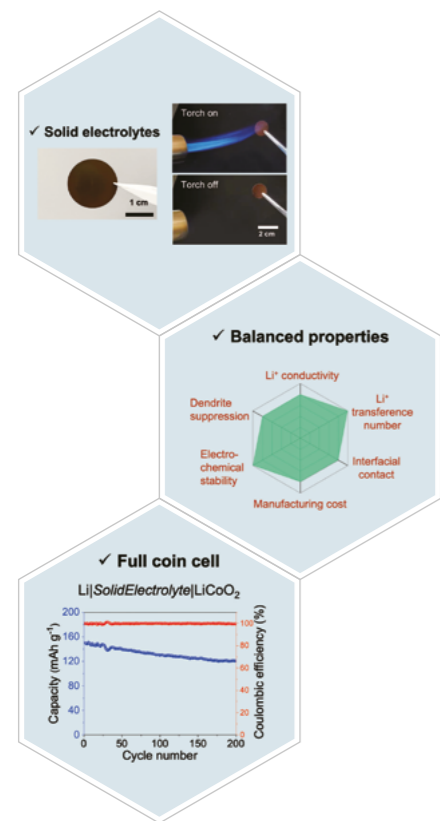 ✓ Solid electrolytes
1 cm
Torch on
Torch off
2 cm
✓ Balanced properties
Li⁺ conductivity
Li⁺
transference
number
Interfacial
contact
Manufacturing cost
Electro-
chemical
stability
Dendrite
suppression
✓ Full coin cell
Li|SolidElectrolyte|LiCoO₂
Capacity (mAh g⁻¹)
200
160
120
80
40
0
0
50
100
150
200
Cycle number
100
80
60
40
20
0
Coulombic efficiency (%)